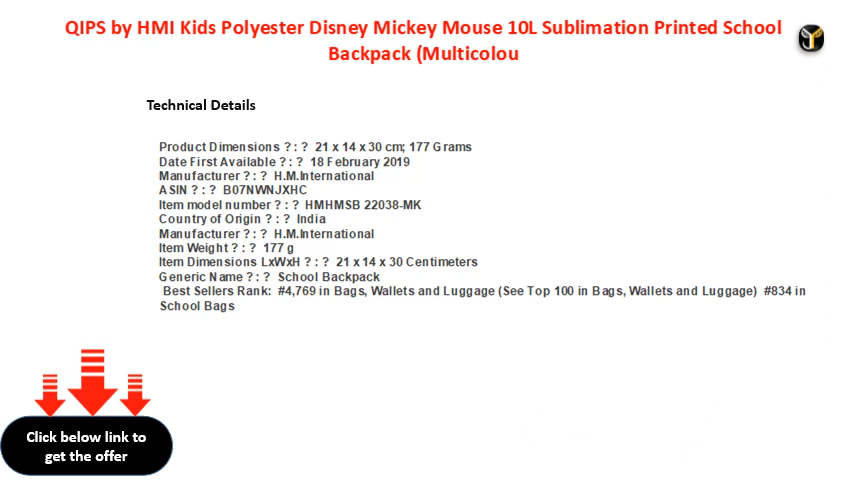 QIPS by HMI Kids Polyester Disney Mickey Mouse 10L Sublimation Printed School
Backpack (Multicolou
Technical Details
Product Dimensions ? : ? 21 x 14 x 30 cm; 177 Grams
Date First Available ? : ? 18 February 2019
Manufacturer ? : ? H.M.International
ASIN ? : ? B07NWNJXHC
Item model number ? : ? HMHMSB 22038-MK
Country of Origin ? : ? India
Manufacturer ? : ? H.M.International
Item Weight ? : ? 177 g
Item Dimensions LxWxH ? : ? 21 x 14 x 30 Centimeters
Generic Name ? : ? School Backpack
Best Sellers Rank: #4,769 in Bags, Wallets and Luggage (See Top 100 in Bags, Wallets and Luggage) #834 in
School Bags
Click below link to
get the offer